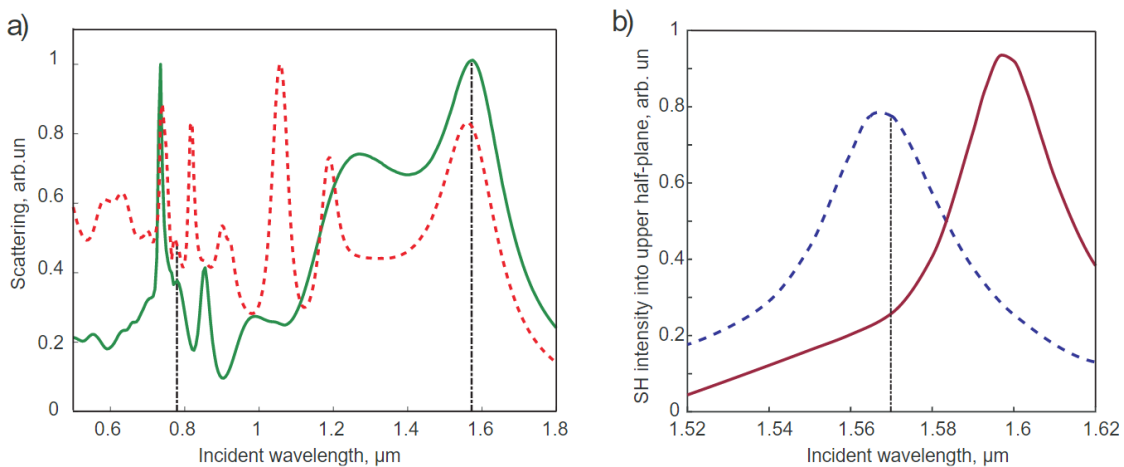 a)
Scattering, arb.un
1
0.8
0.6
0.4
0.2
0
0.6 0.8 1 1.2 1.4 1.6 1.8
Incident wavelength, µm
b)
SH intensity into upper half-plane, arb. un
1
0.8
0.6
0.4
0.2
0
1.52 1.54 1.56 1.58 1.6 1.62
Incident wavelength, µm